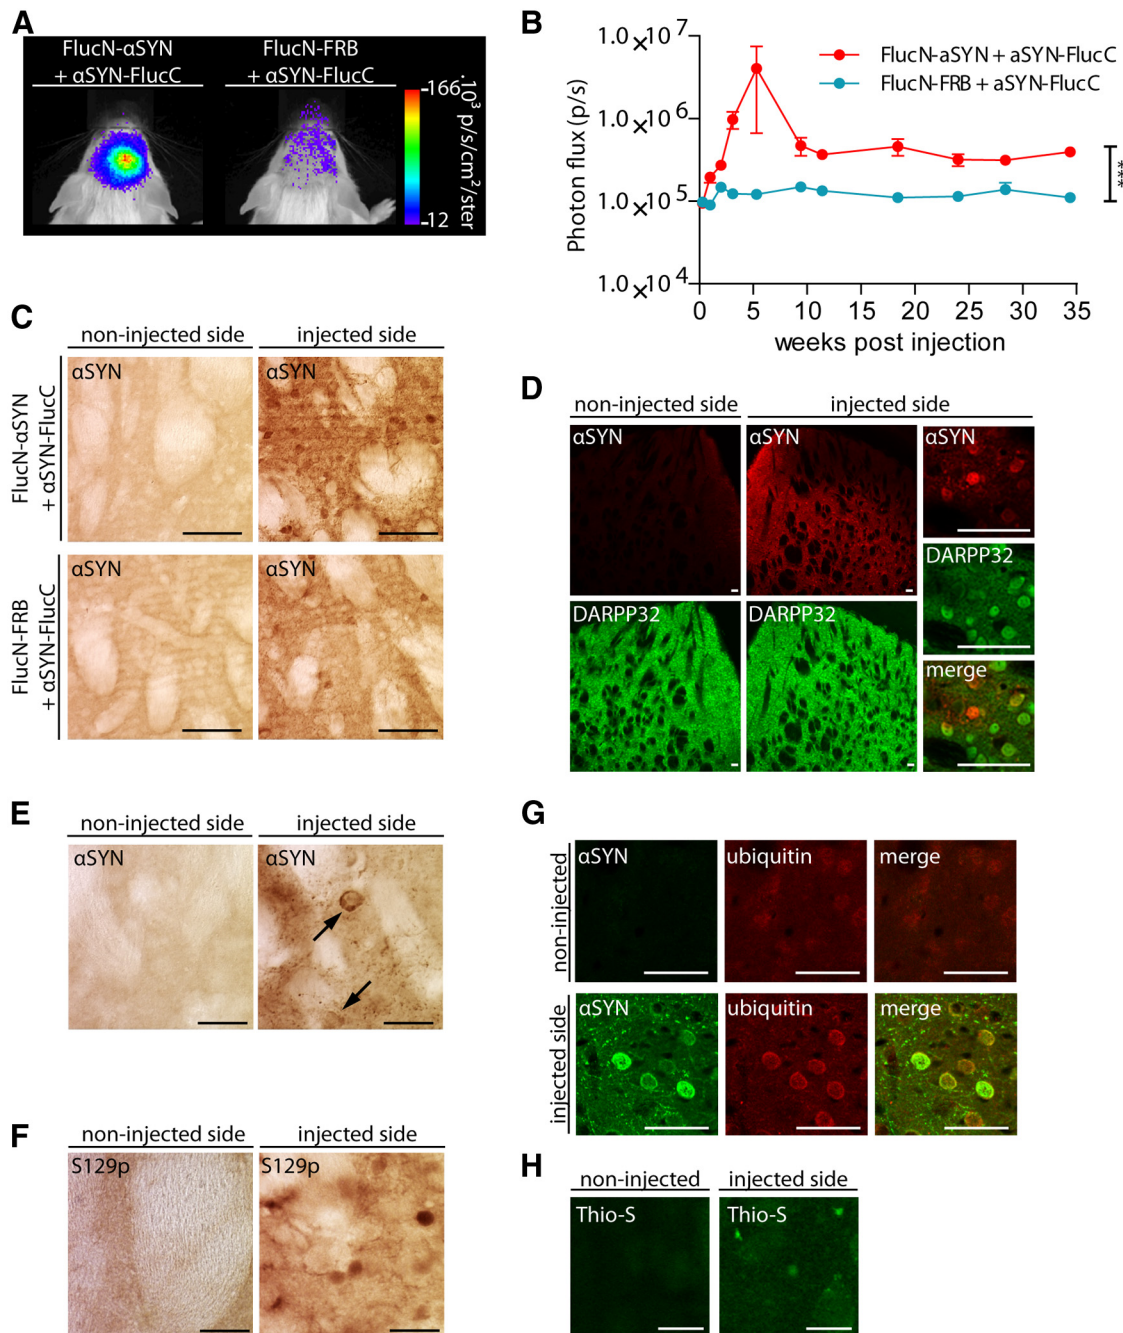 A
FlucN-αSYN
+ αSYN-FlucC
FlucN-FRB
+ αSYN-FlucC
-166
-12
.10³ p/s/cm²/ster
B
Photon flux (p/s)
1.0×10⁷
1.0×10⁶
1.0×10⁵
1.0×10⁴
FlucN-aSYN + aSYN-FlucC
FlucN-FRB + aSYN-FlucC
***
0 5 10 15 20 25 30 35
weeks post injection
C
non-injected side
injected side
FlucN-αSYN
+ αSYN-FlucC
αSYN
αSYN
FlucN-FRB
+ αSYN-FlucC
αSYN
αSYN
D
non-injected side
injected side
αSYN
αSYN
αSYN
DARPP32
DARPP32
DARPP32
merge
E
non-injected side
injected side
αSYN
αSYN
F
non-injected side
injected side
S129p
S129p
G
non-injected
αSYN
ubiquitin
merge
injected side
αSYN
ubiquitin
merge
H
non-injected
injected side
Thio-S
Thio-S